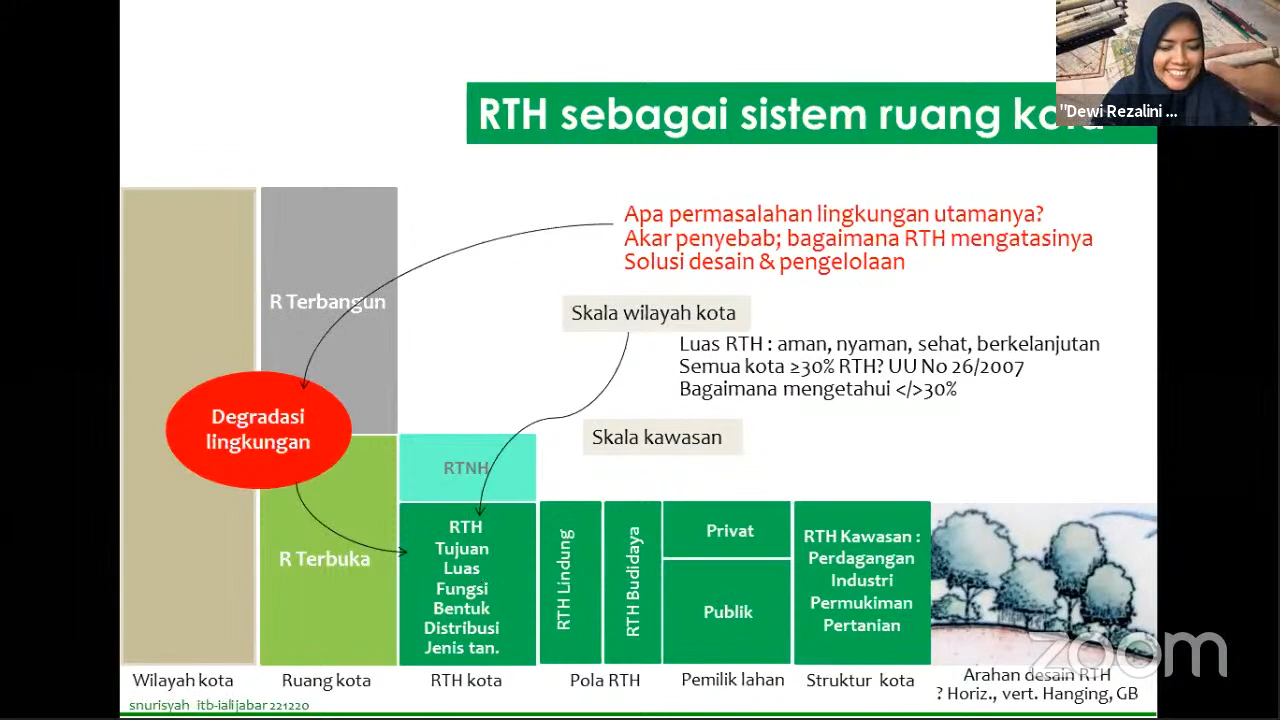 "Dewi Rezalini ...
RTH sebagai sistem ruang kota
Apa permasalahan lingkungan utamanya?
Akar penyebab; bagaimana RTH mengatasinya
Solusi desain & pengelolaan
R Terbangun
Skala wilayah kota
Luas RTH : aman, nyaman, sehat, berkelanjutan
Semua kota ≥30% RTH? UU No 26/2007
Bagaimana mengetahui </>30%
Degradasi
lingkungan
Skala kawasan
RTNH
R Terbuka
RTH
Tujuan
Luas
Fungsi
Bentuk
Distribusi
Jenis tan.
RTH Lindung
RTH Budidaya
Privat
Publik
RTH Kawasan :
Perdagangan
Industri
Permukiman
Pertanian
zoom
Wilayah kota
Ruang kota
RTH kota
Pola RTH
Pemilik lahan
Struktur kota
Arahan desain RTH
? Horiz., vert. Hanging, GB
snurisyah itb-iali jabar 221220